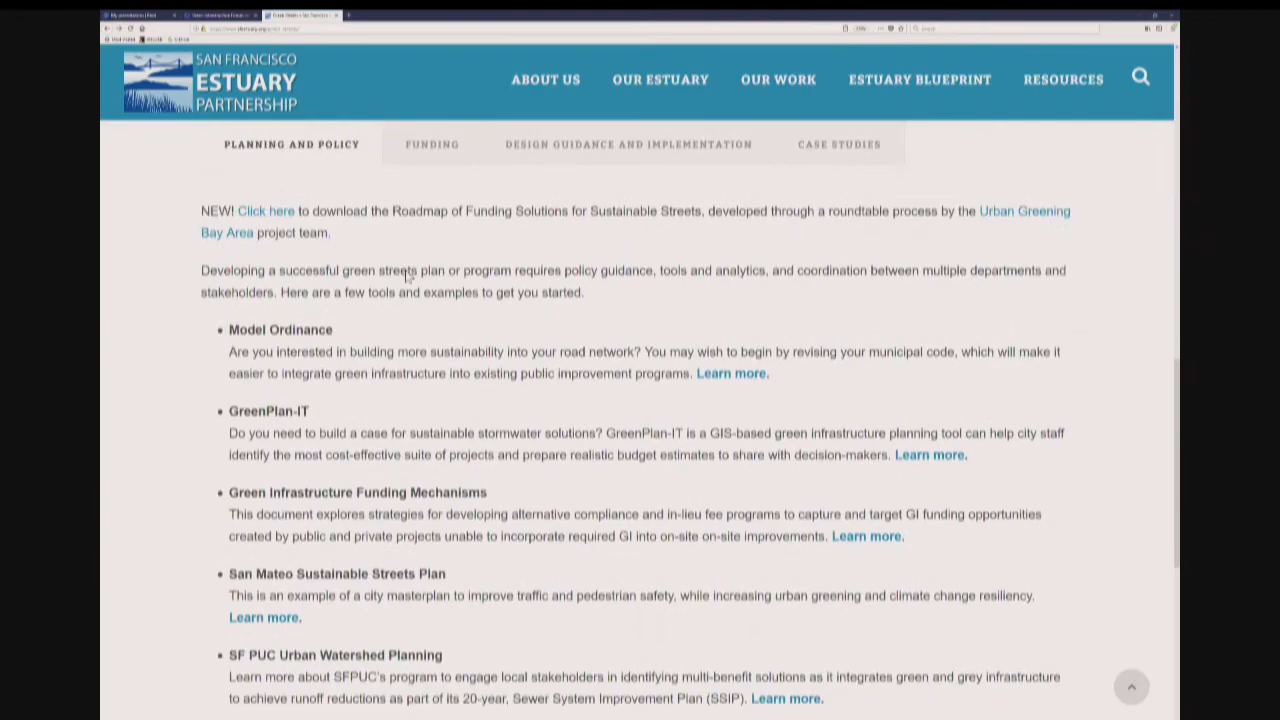 SAN FRANCISCO
ESTUARY
PARTNERSHIP
ABOUT US OUR ESTUARY OUR WORK ESTUARY BLUEPRINT RESOURCES
PLANNING AND POLICY FUNDING DESIGN GUIDANCE AND IMPLEMENTATION CASE STUDIES
NEW! Click here to download the Roadmap of Funding Solutions for Sustainable Streets, developed through a roundtable process by the Urban Greening
Bay Area project team.
Developing a successful green streets plan or program requires policy guidance, tools and analytics, and coordination between multiple departments and
stakeholders. Here are a few tools and examples to get you started.
• Model Ordinance
Are you interested in building more sustainability into your road network? You may wish to begin by revising your municipal code, which will make it
easier to integrate green infrastructure into existing public improvement programs. Learn more.
• GreenPlan-IT
Do you need to build a case for sustainable stormwater solutions? GreenPlan-IT is a GIS-based green infrastructure planning tool can help city staff
identify the most cost-effective suite of projects and prepare realistic budget estimates to share with decision-makers. Learn more.
• Green Infrastructure Funding Mechanisms
This document explores strategies for developing alternative compliance and in-lieu fee programs to capture and target GI funding opportunities
created by public and private projects unable to incorporate required GI into on-site on-site improvements. Learn more.
• San Mateo Sustainable Streets Plan
This is an example of a city masterplan to improve traffic and pedestrian safety, while increasing urban greening and climate change resiliency.
Learn more.
• SF PUC Urban Watershed Planning
Learn more about SFPUC's program to engage local stakeholders in identifying multi-benefit solutions as it integrates green and grey infrastructure
to achieve runoff reductions as part of its 20-year, Sewer System Improvement Plan (SSIP). Learn more.